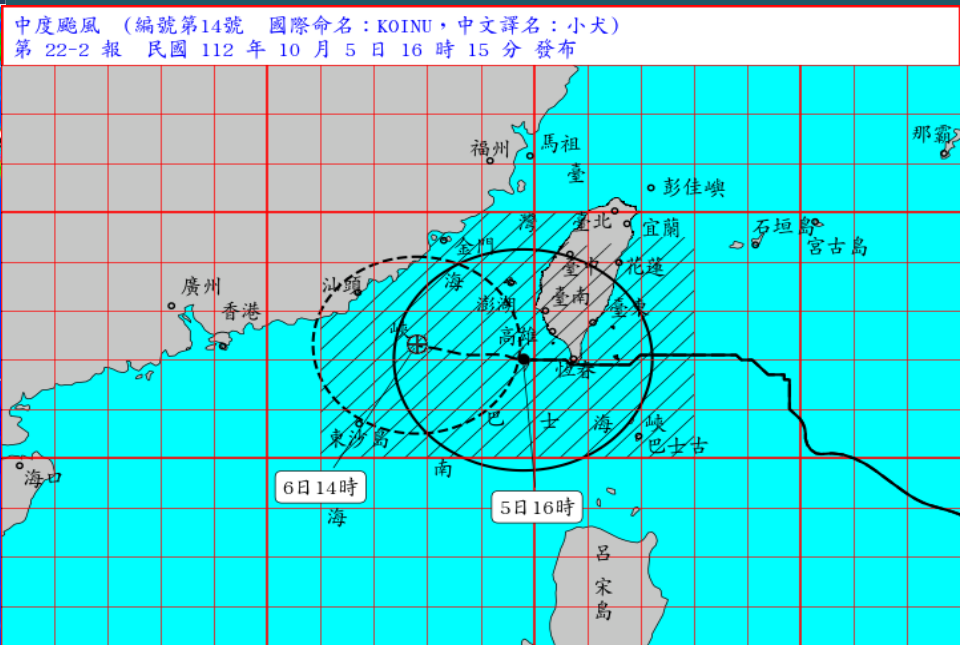 中度颱風 (編號第14號 國際命名：KOINU，中文譯名：小犬)
第 22-2 報 民國 112 年 10 月 5 日 16 時 15 分 發布
那霸
福州
馬祖
臺
彭佳嶼
灣
臺北
宜蘭
石垣島
宮古島
金門
臺中
花蓮
海
廣州
汕頭
澎湖
臺南
臺東
香港
峽
高雄
恆春
巴
士
海
峽
東沙島
巴士古
南
海口
6日14時
5日16時
海
呂
宋
島